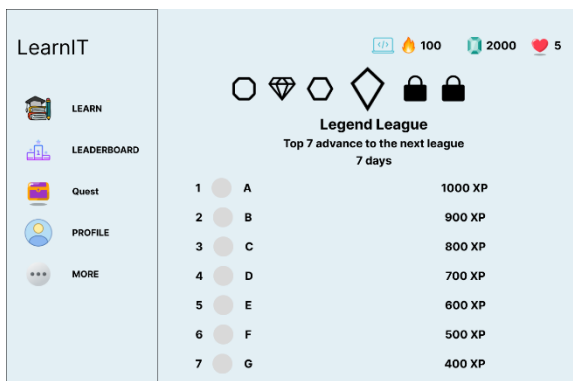 LearnIT
</> 100 2000 5
LEARN
LEADERBOARD
Quest
PROFILE
MORE
Legend League
Top 7 advance to the next league
7 days
1 A 1000 XP
2 B 900 XP
3 C 800 XP
4 D 700 XP
5 E 600 XP
6 F 500 XP
7 G 400 XP